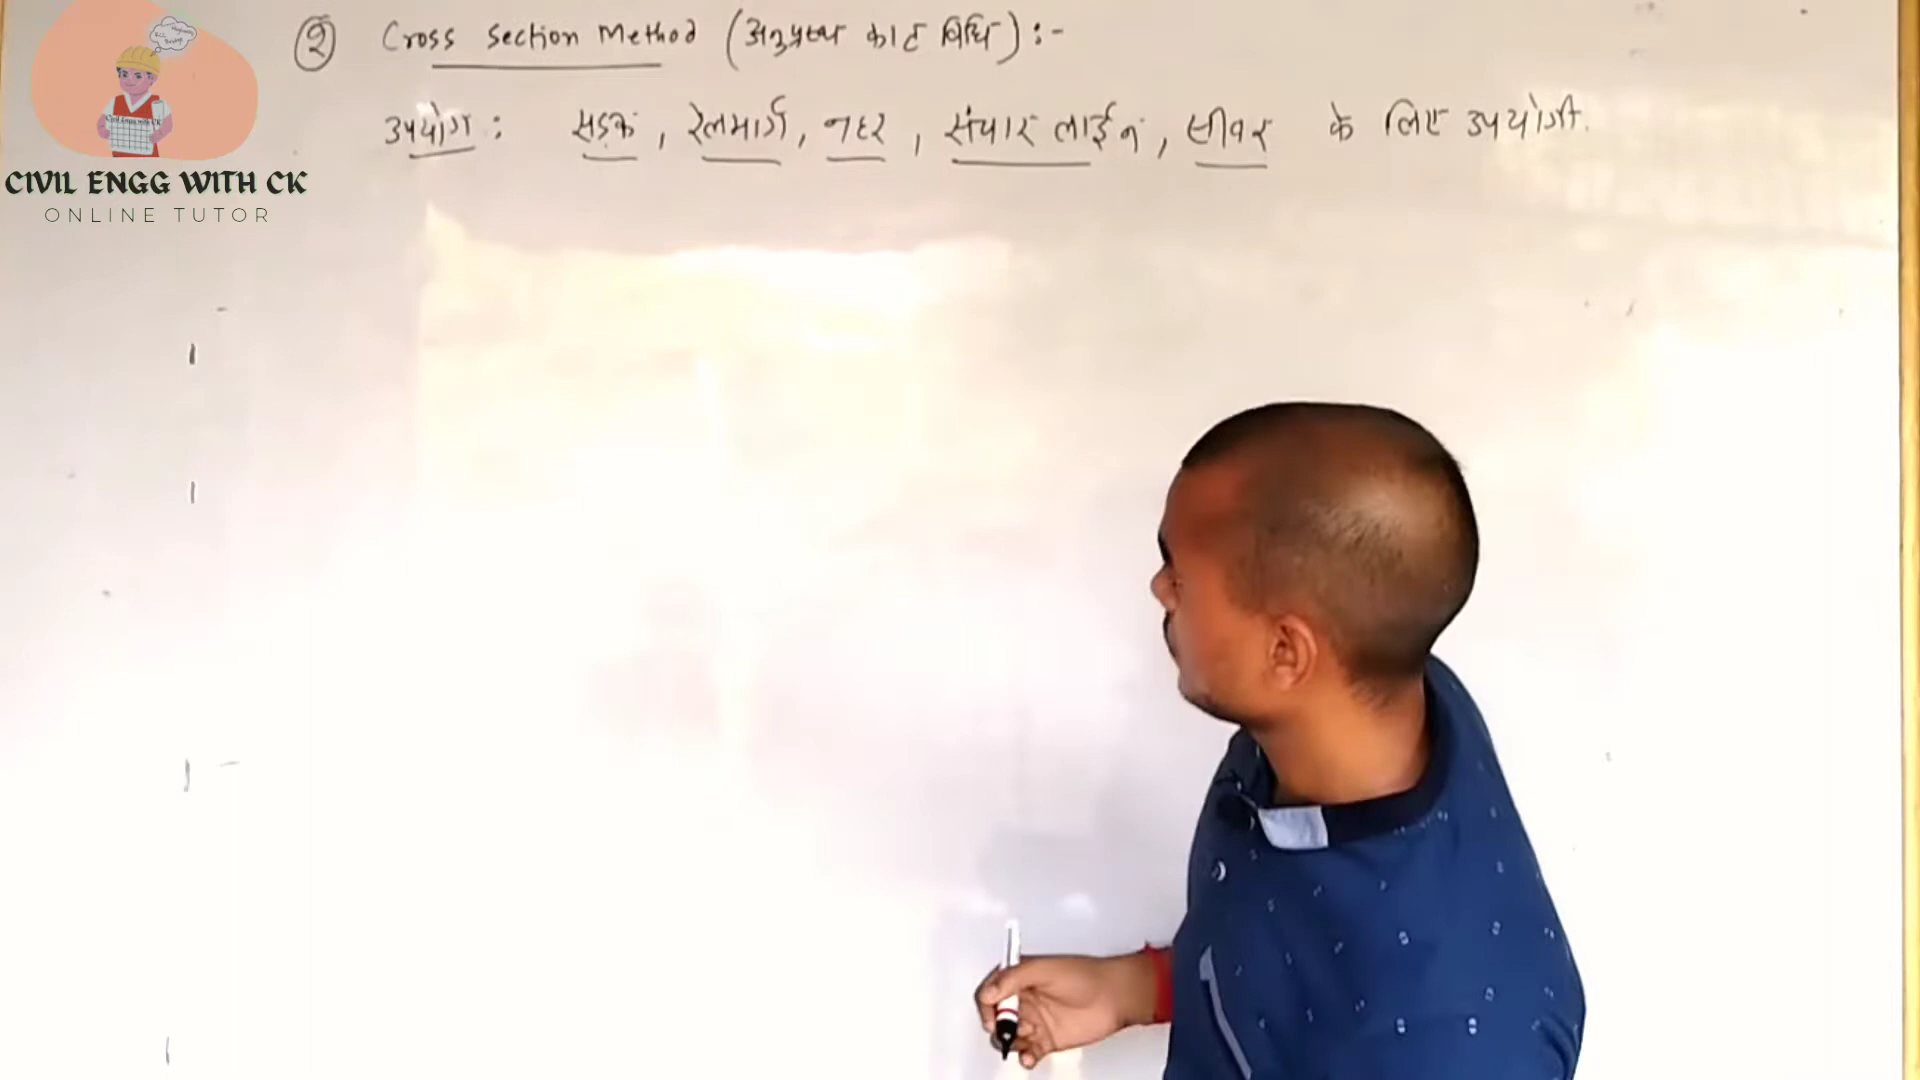 ② Cross Section Method (अनुप्रस्थ काट विधि) :-
उपयोग : सड़क, रेलमार्ग, नहर, संचार लाईन, सीवर के लिए उपयोगी.
CIVIL ENGG WITH CK
ONLINE TUTOR